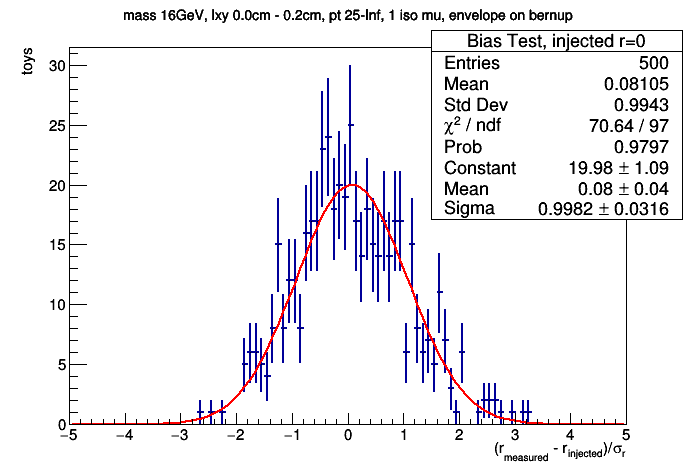 mass 16GeV, lxy 0.0cm - 0.2cm, pt 25-Inf, 1 iso mu, envelope on bernup
Bias Test, injected r=0
Entries 500
Mean 0.08105
Std Dev 0.9943
χ² / ndf 70.64 / 97
Prob 0.9797
Constant 19.98 ± 1.09
Mean 0.08 ± 0.04
Sigma 0.9982 ± 0.0316
toys
30
25
20
15
10
5
0
−5 −4 −3 −2 −1 0 1 2 3 4 5
(r_measured - r_injected)/σ_r